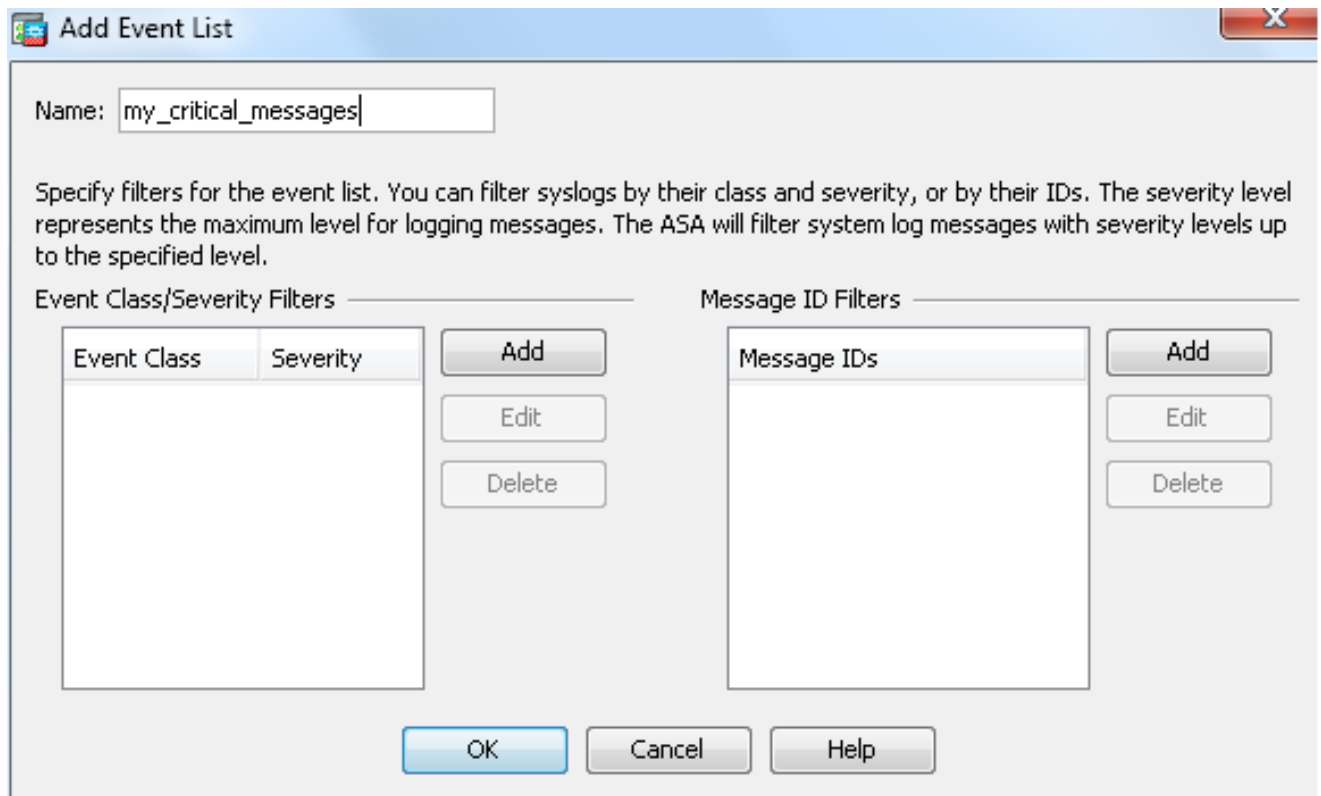 Add Event List
X
Name: my_critical_messages
Specify filters for the event list. You can filter syslogs by their class and severity, or by their IDs. The severity level
represents the maximum level for logging messages. The ASA will filter system log messages with severity levels up
to the specified level.
Event Class/Severity Filters
Event Class Severity
Add
Edit
Delete
Message ID Filters
Message IDs
Add
Edit
Delete
OK Cancel Help